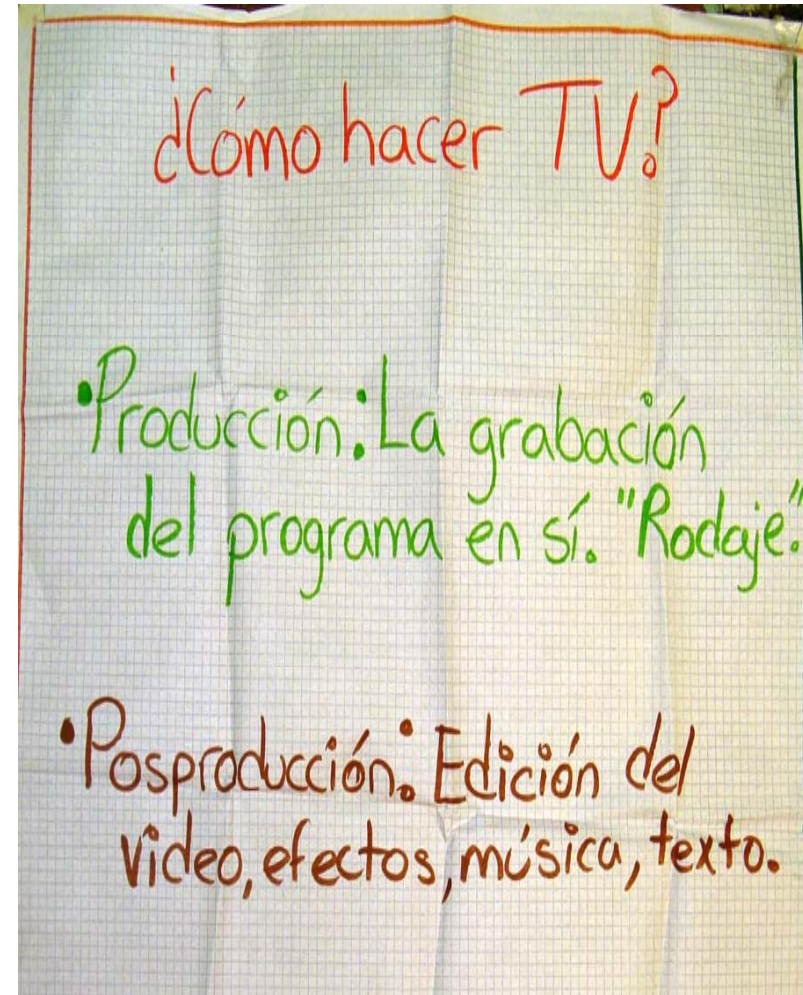 ¿Cómo hacer TV?
•Producción: La grabación
del programa en sí. "Rodaje".
•Posproducción: Edición del
video, efectos, música, texto.